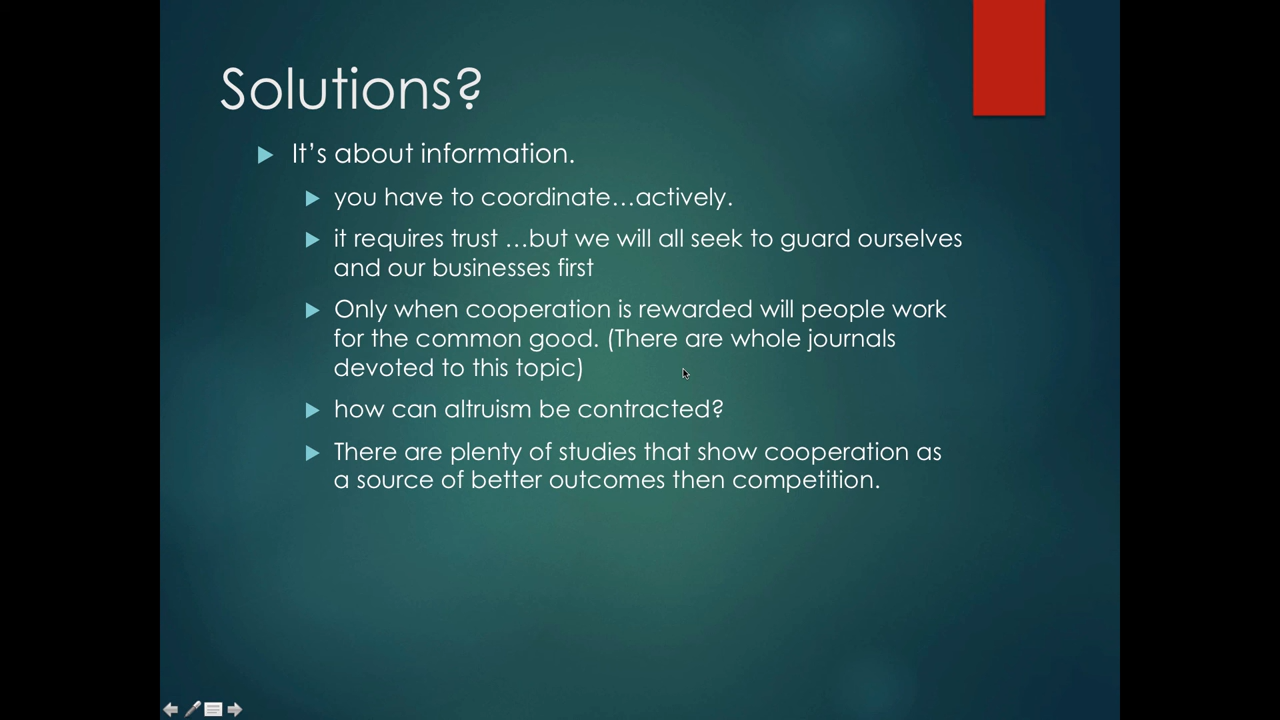 Solutions?
It's about information.
you have to coordinate...actively.
it requires trust ...but we will all seek to guard ourselves
and our businesses first
Only when cooperation is rewarded will people work
for the common good. (There are whole journals
devoted to this topic)
how can altruism be contracted?
There are plenty of studies that show cooperation as
a source of better outcomes then competition.